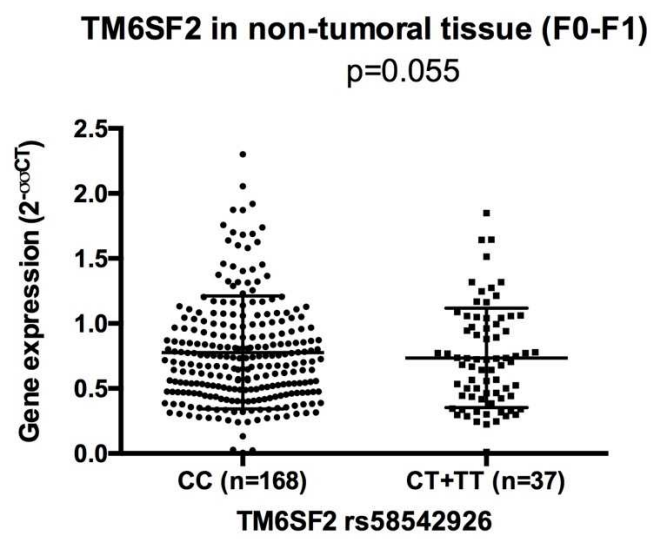 TM6SF2 in non-tumoral tissue (F0-F1)
p=0.055
Gene expression (2-σσCT)
2.5
2.0
1.5
1.0
0.5
0.0
CC (n=168) CT+TT (n=37)
TM6SF2 rs58542926